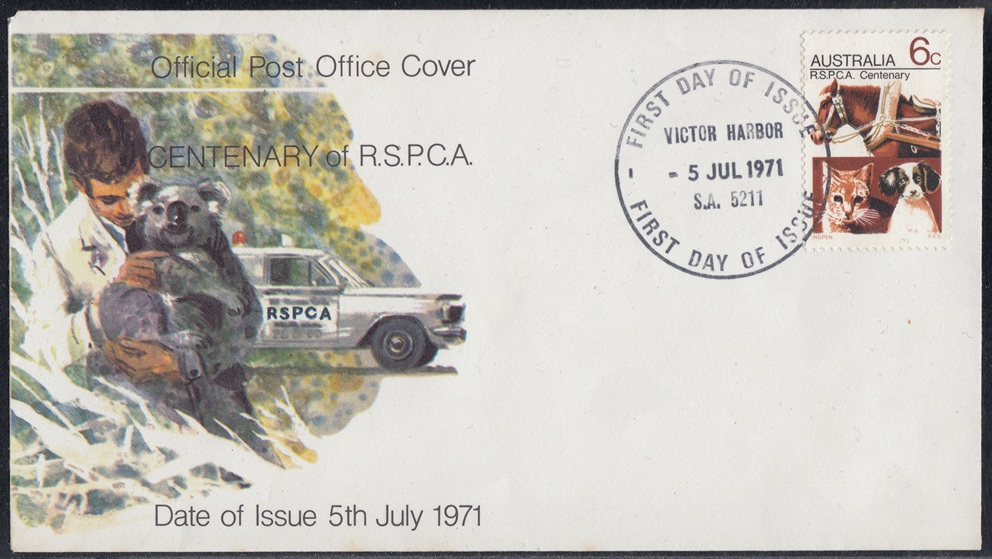 Official Post Office Cover
CENTENARY of R.S.P.C.A.
RSPCA
Date of Issue 5th July 1971
FIRST DAY OF ISSUE
VICTOR HARBOR
- 5 JUL 1971
S.A. 5211
FIRST DAY OF ISSUE
AUSTRALIA 6c
R.S.P.C.A. Centenary
INGPEN